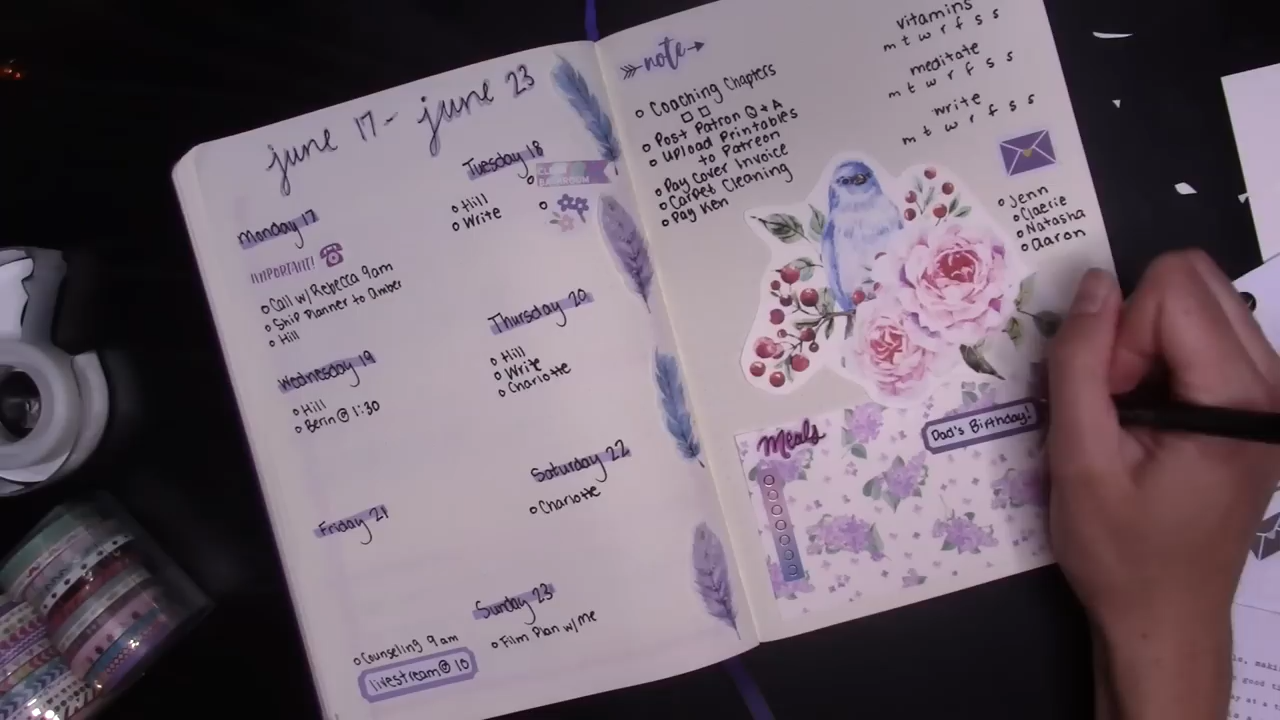 june 17 - june 23
Monday 17
IMPORTANT!
Call w/ Rebecca 9am
Ship Planner to Amber
Hill
Tuesday 18
Hill
Write
Wednesday 19
Hill
Berin @ 1:30
Thursday 20
Hill
Write
Charlotte
Friday 21
Counseling 9am
livestream @ 10
Saturday 22
Charlotte
Sunday 23
Film Plan w/ Me
note
Coaching Chapters
Post Patron Q & A
Upload Printables
to Patreon
Pay Cover Invoice
Carpet Cleaning
Pay Ken
vitamins
m t w r f s s
meditate
m t w r f s s
write
m t w r f s s
Jenn
Claerie
Natasha
Aaron
Meals
Dad's Birthday!